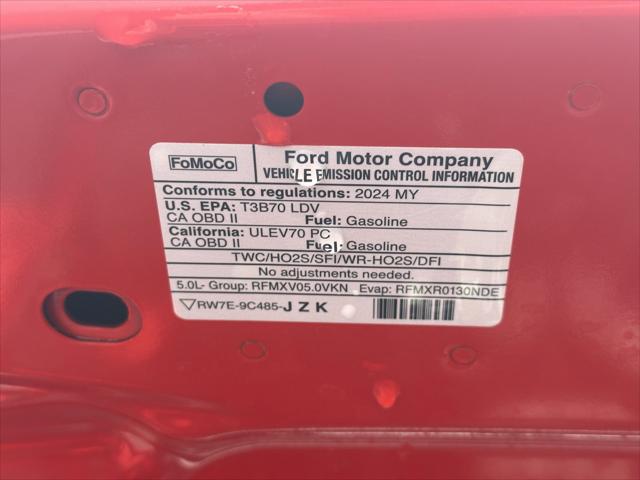 FoMoCo
Ford Motor Company
VEHICLE EMISSION CONTROL INFORMATION
Conforms to regulations: 2024 MY
U.S. EPA: T3B70 LDV
CA OBD II Fuel: Gasoline
California: ULEV70 PC
CA OBD II Fuel: Gasoline
TWC/HO2S/SFI/WR-HO2S/DFI
No adjustments needed.
5.0L- Group: RFMXV05.0VKN Evap: RFMXR0130NDE
RW7E-9C485-J Z K